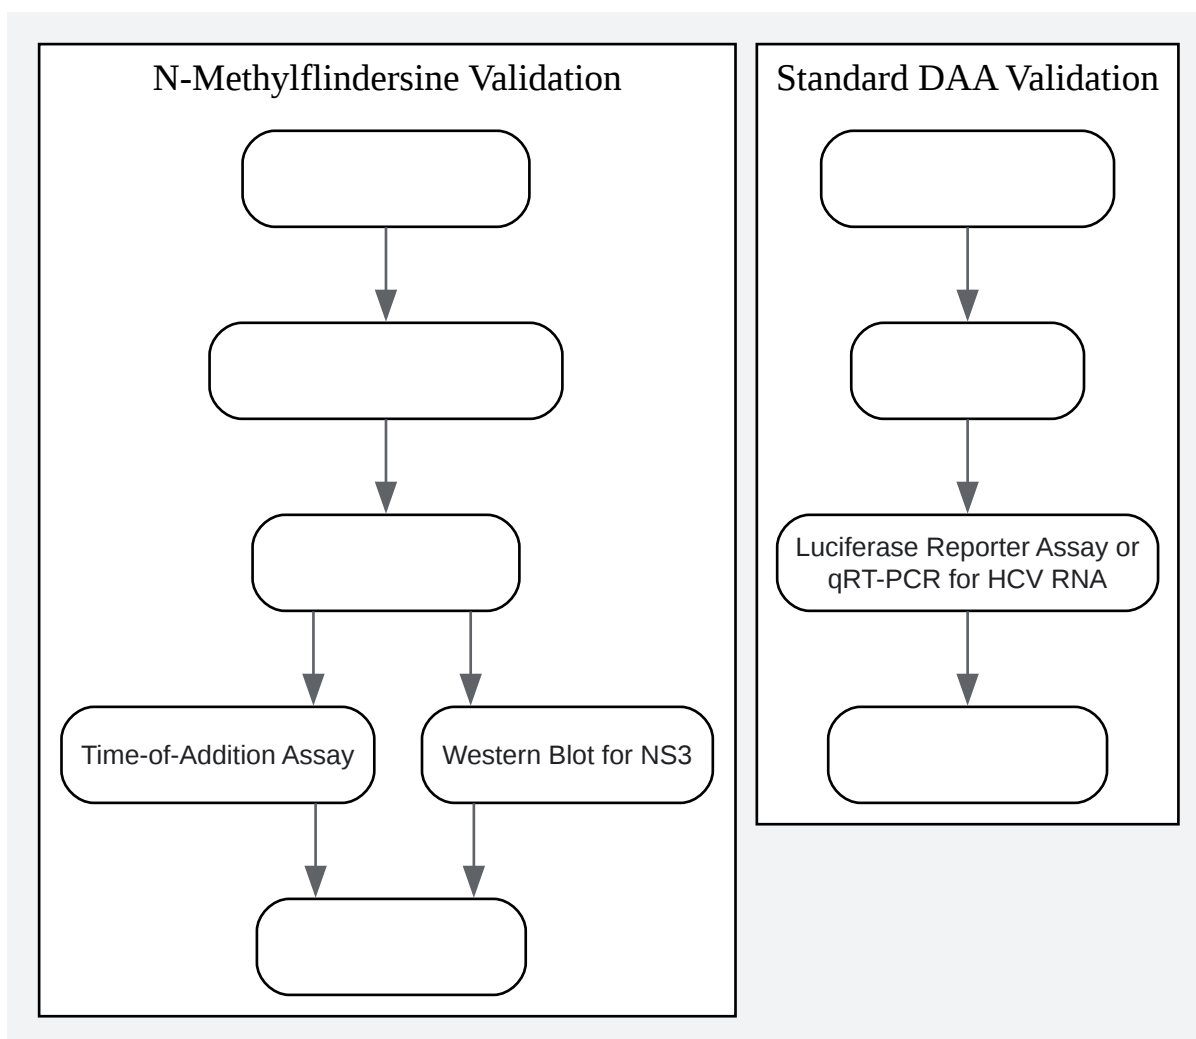 N-Methylflindersine Validation
Time-of-Addition Assay
Western Blot for NS3
Standard DAA Validation
Luciferase Reporter Assay or
qRT-PCR for HCV RNA